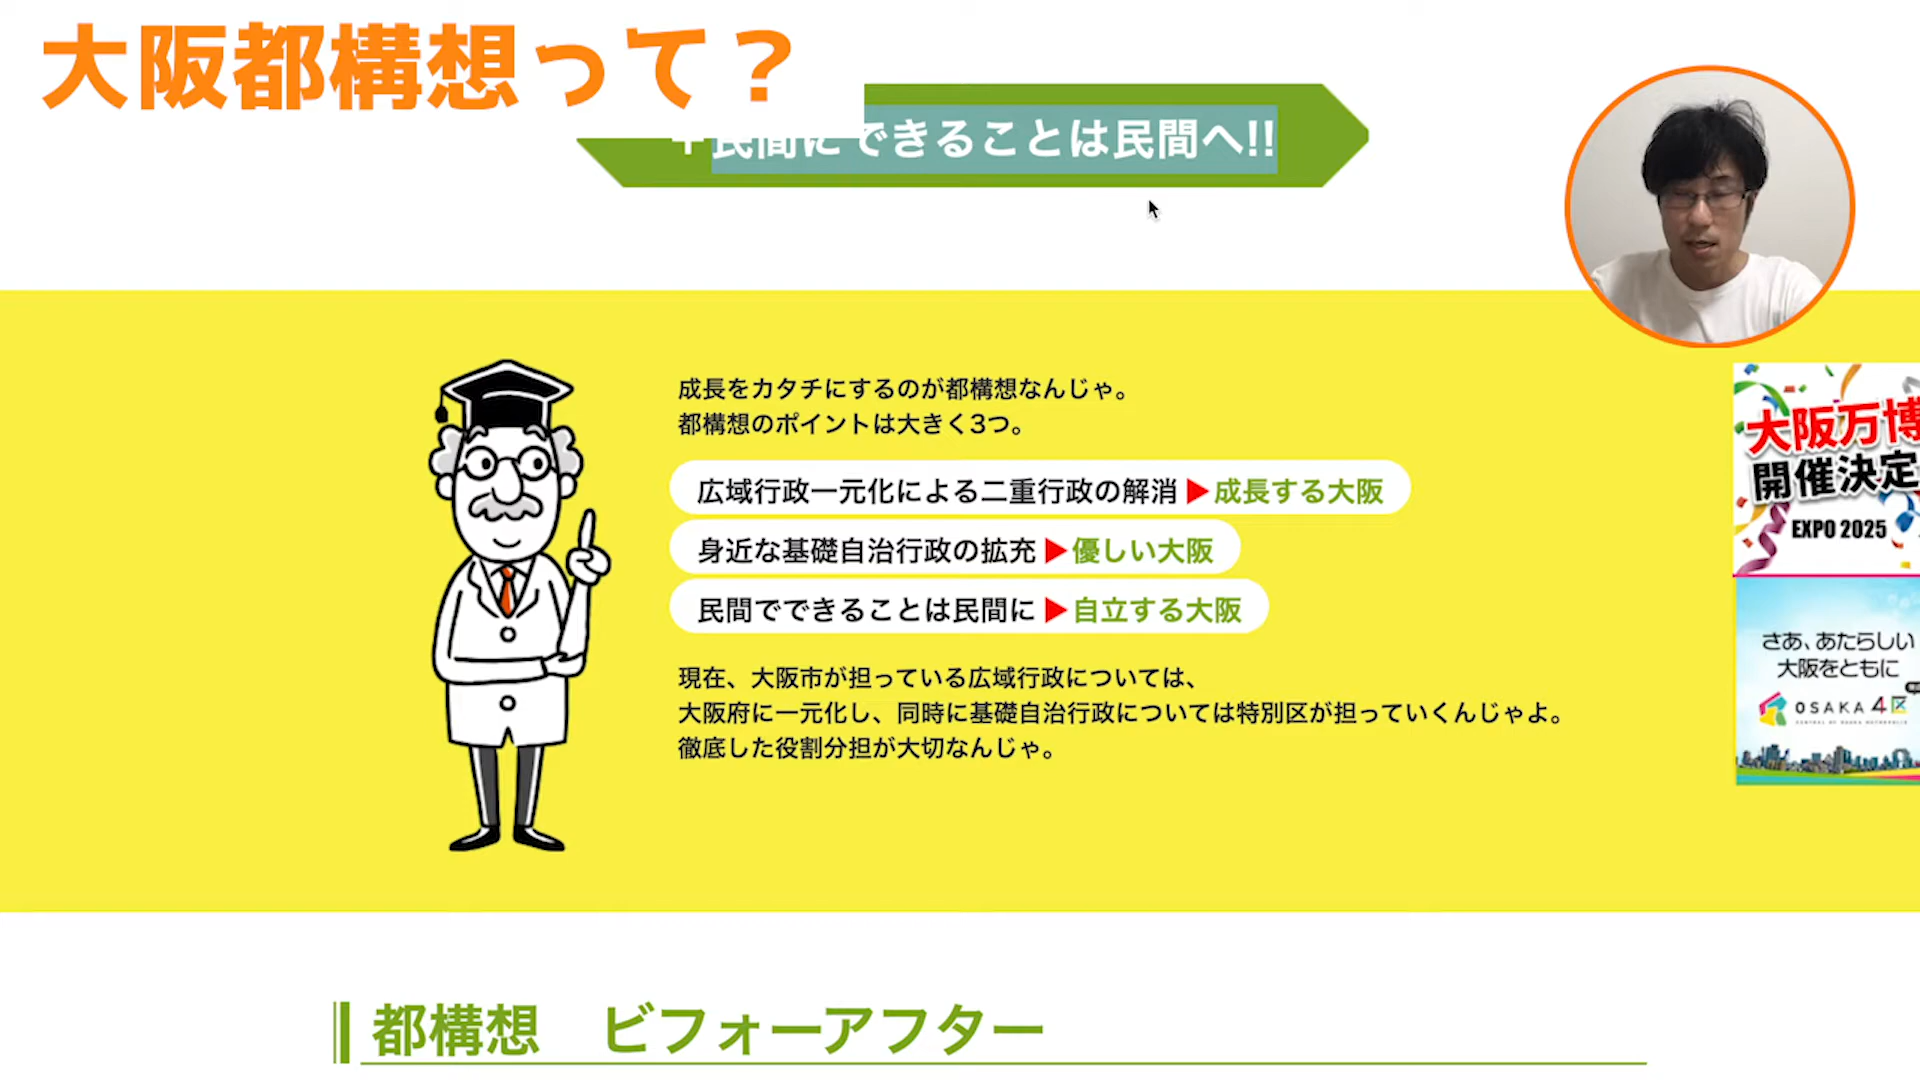 大阪都構想って？
＋民間にできることは民間へ!!
成長をカタチにするのが都構想なんじゃ。
都構想のポイントは大きく3つ。
広域行政一元化による二重行政の解消▶成長する大阪
身近な基礎自治行政の拡充▶優しい大阪
民間でできることは民間に▶自立する大阪
現在、大阪市が担っている広域行政については、
大阪府に一元化し、同時に基礎自治行政については特別区が担っていくんじゃよ。
徹底した役割分担が大切なんじゃ。
大阪万博
開催決定
EXPO 2025
さあ、あたらしい
大阪をともに
OSAKA 4区
都構想　ビフォーアフター